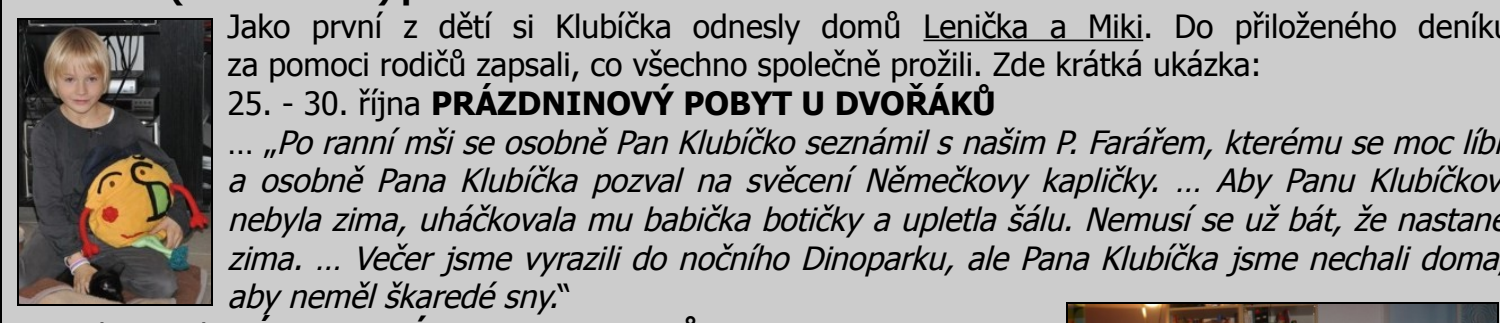 Jako první z dětí si Klubíčka odnesly domů Lenička a Miki. Do přiloženého deníku
za pomoci rodičů zapsali, co všechno společně prožili. Zde krátká ukázka:
25. - 30. října PRÁZDNINOVÝ POBYT U DVOŘÁKŮ
... „Po ranní mši se osobně Pan Klubíčko seznámil s našim P. Farářem, kterému se moc líbí
a osobně Pana Klubíčka pozval na svěcení Němečkovy kapličky. ... Aby Panu Klubíčkov
nebyla zima, uháčkovala mu babička botičky a upletla šálu. Nemusí se už bát, že nastane
zima. ... Večer jsme vyrazili do nočního Dinoparku, ale Pana Klubíčka jsme nechali doma,
aby neměl škaredé sny.“